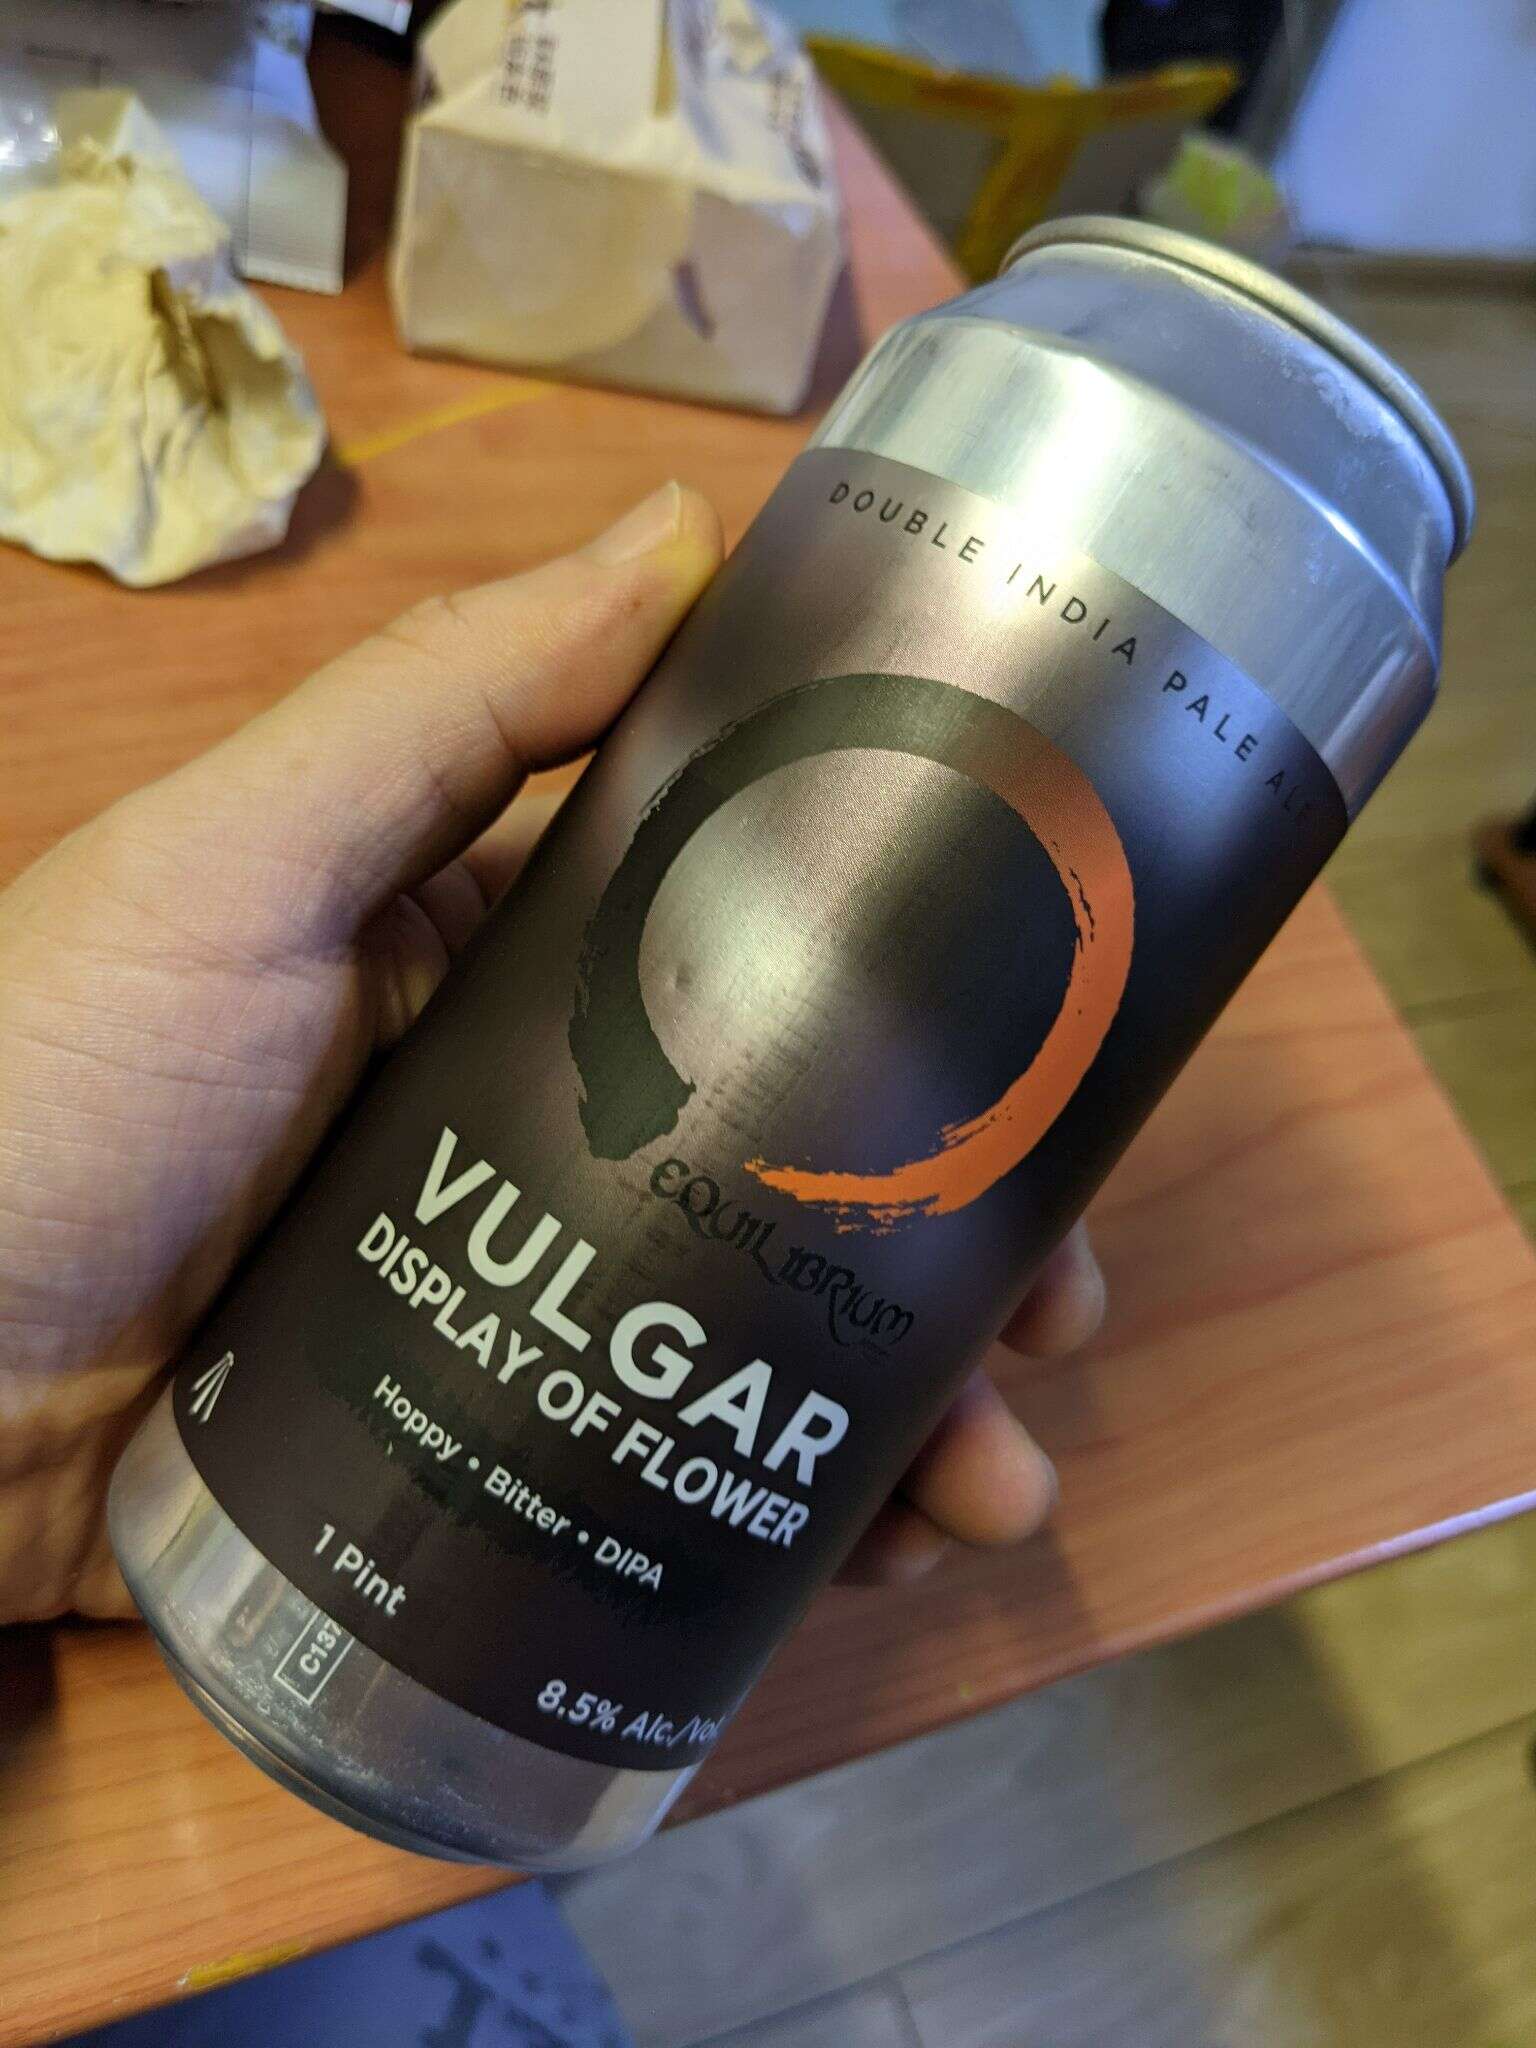 DOUBLE INDIA PALE ALE
EQUILIBRIUM
VULGAR
DISPLAY OF FLOWER
Hoppy • Bitter • DIPA
1 Pint
8.5% Alc./Vol.